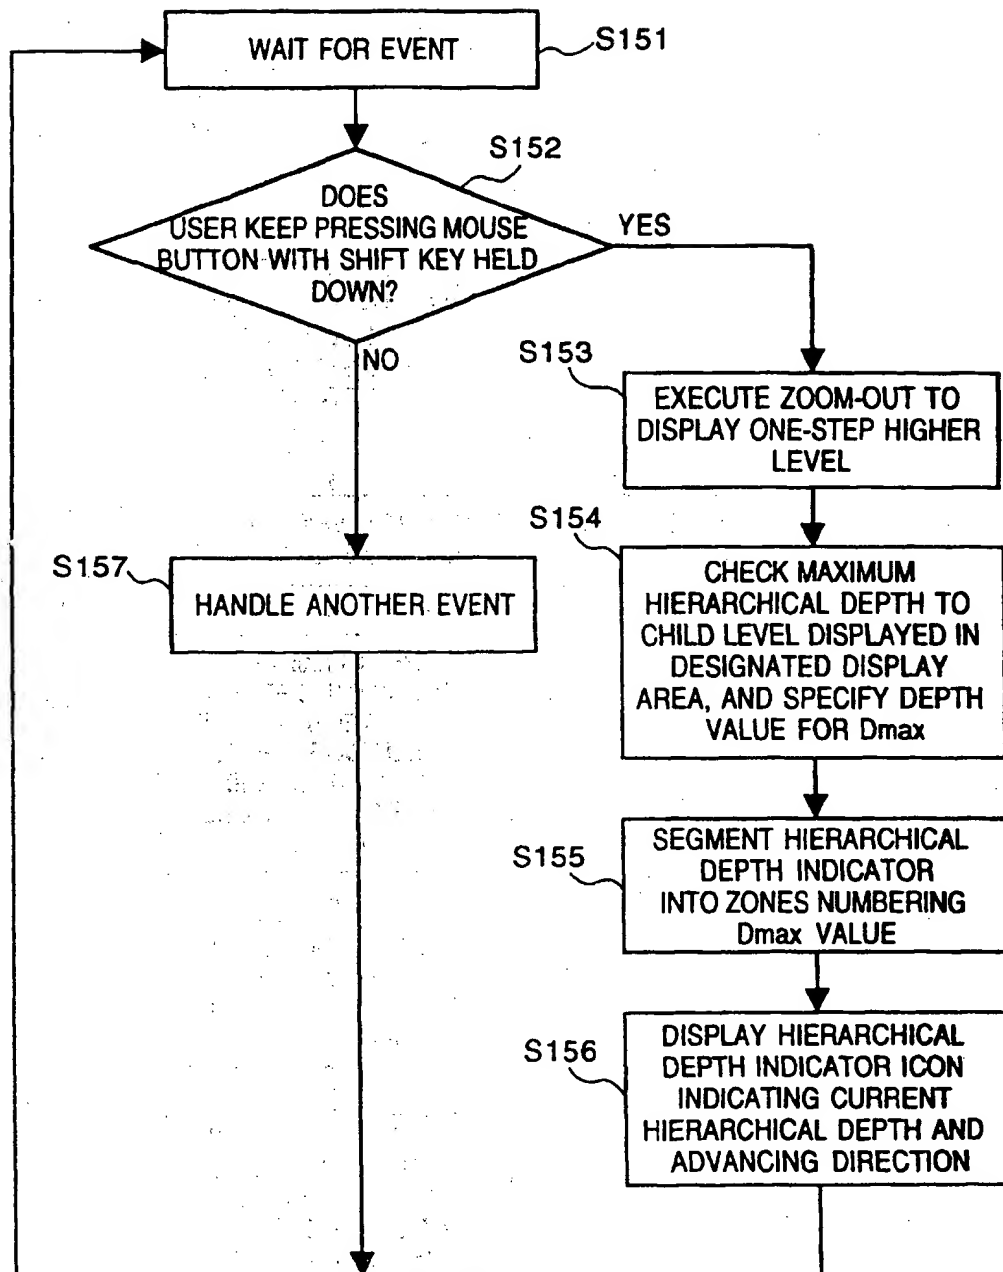 WAIT FOR EVENT
S151
S152
DOES
USER KEEP PRESSING MOUSE
BUTTON WITH SHIFT KEY HELD
DOWN?
YES
NO
S153
EXECUTE ZOOM-OUT TO
DISPLAY ONE-STEP HIGHER
LEVEL
S154
CHECK MAXIMUM
HIERARCHICAL DEPTH TO
CHILD LEVEL DISPLAYED IN
DESIGNATED DISPLAY
AREA, AND SPECIFY DEPTH
VALUE FOR Dmax
S157
HANDLE ANOTHER EVENT
S155
SEGMENT HIERARCHICAL
DEPTH INDICATOR
INTO ZONES NUMBERING
Dmax VALUE
S156
DISPLAY HIERARCHICAL
DEPTH INDICATOR ICON
INDICATING CURRENT
HIERARCHICAL DEPTH AND
ADVANCING DIRECTION